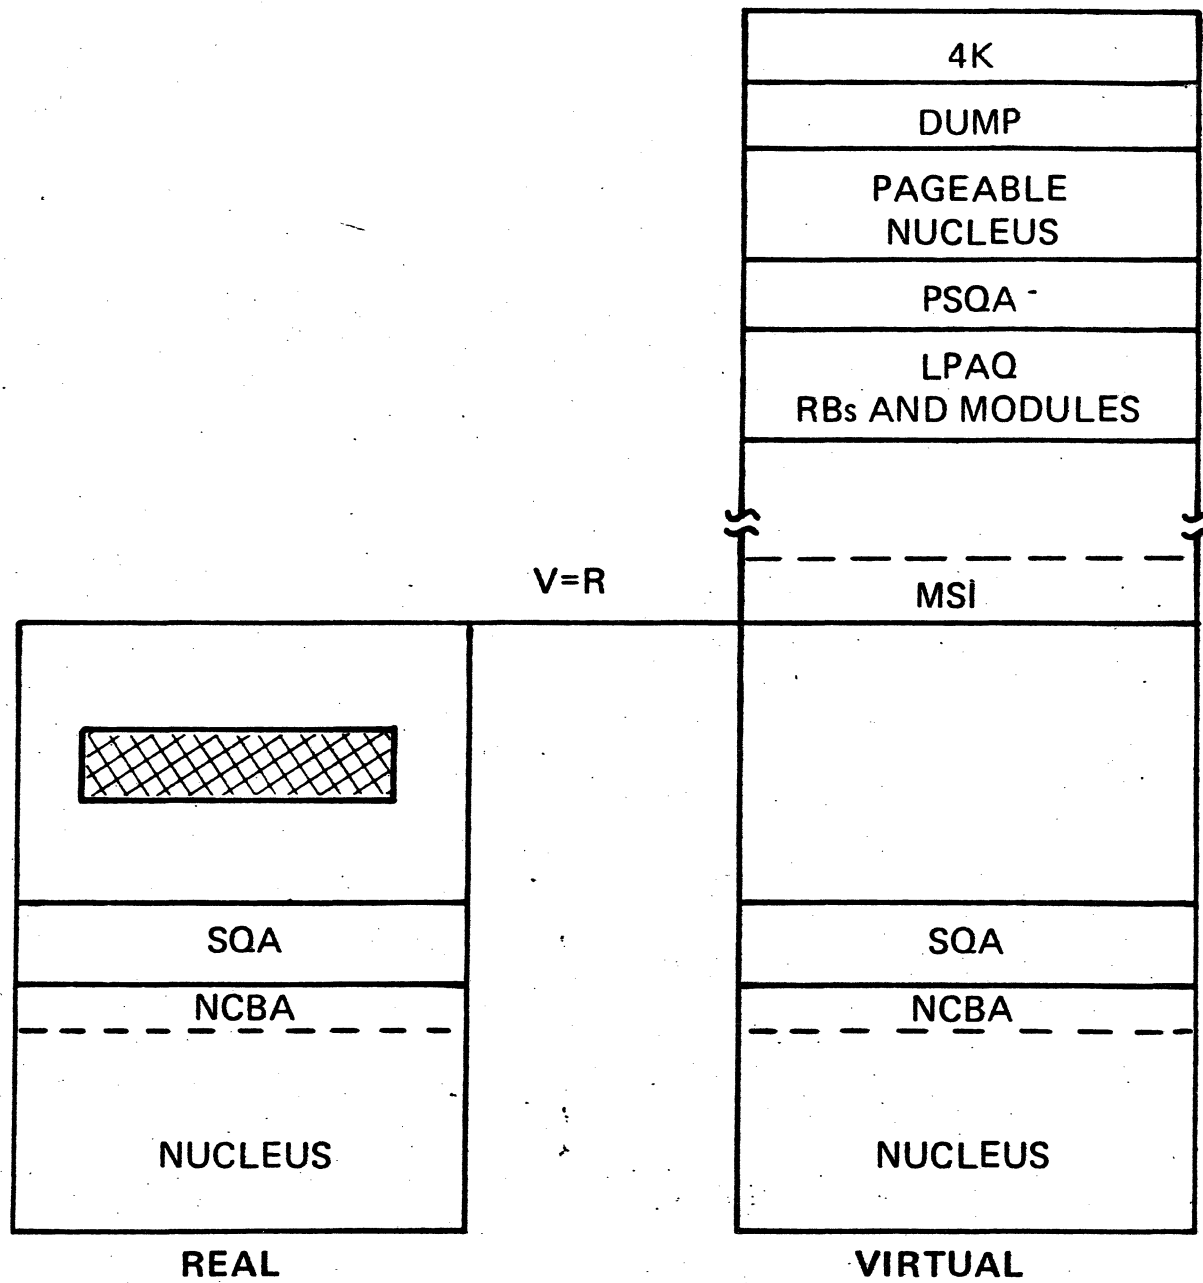 4K
DUMP
PAGEABLE
NUCLEUS
PSQA
LPAQ
RBs AND MODULES
V=R
MSI
SQA
NCBA
NUCLEUS
REAL
SQA
NCBA
NUCLEUS
VIRTUAL